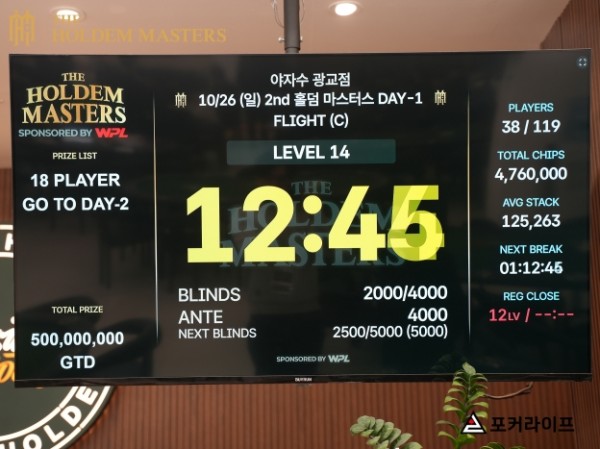 HOLDEM MASTERS
THE
HOLDEM
MASTERS
SPONSORED BY WPL
PRIZE LIST
18 PLAYER
GO TO DAY-2
TOTAL PRIZE
500,000,000
GTD
야자수 광교점
10/26 (일) 2nd 홀덤 마스터스 DAY-1
FLIGHT (C)
LEVEL 14
THE
HOLDEM
MASTERS
12:45
BLINDS 2000/4000
ANTE 4000
NEXT BLINDS 2500/5000 (5000)
SPONSORED BY WPL
PLAYERS
38 / 119
TOTAL CHIPS
4,760,000
AVG STACK
125,263
NEXT BREAK
01:12:45
REG CLOSE
12LV / --:--
HOLDE
포커라이프